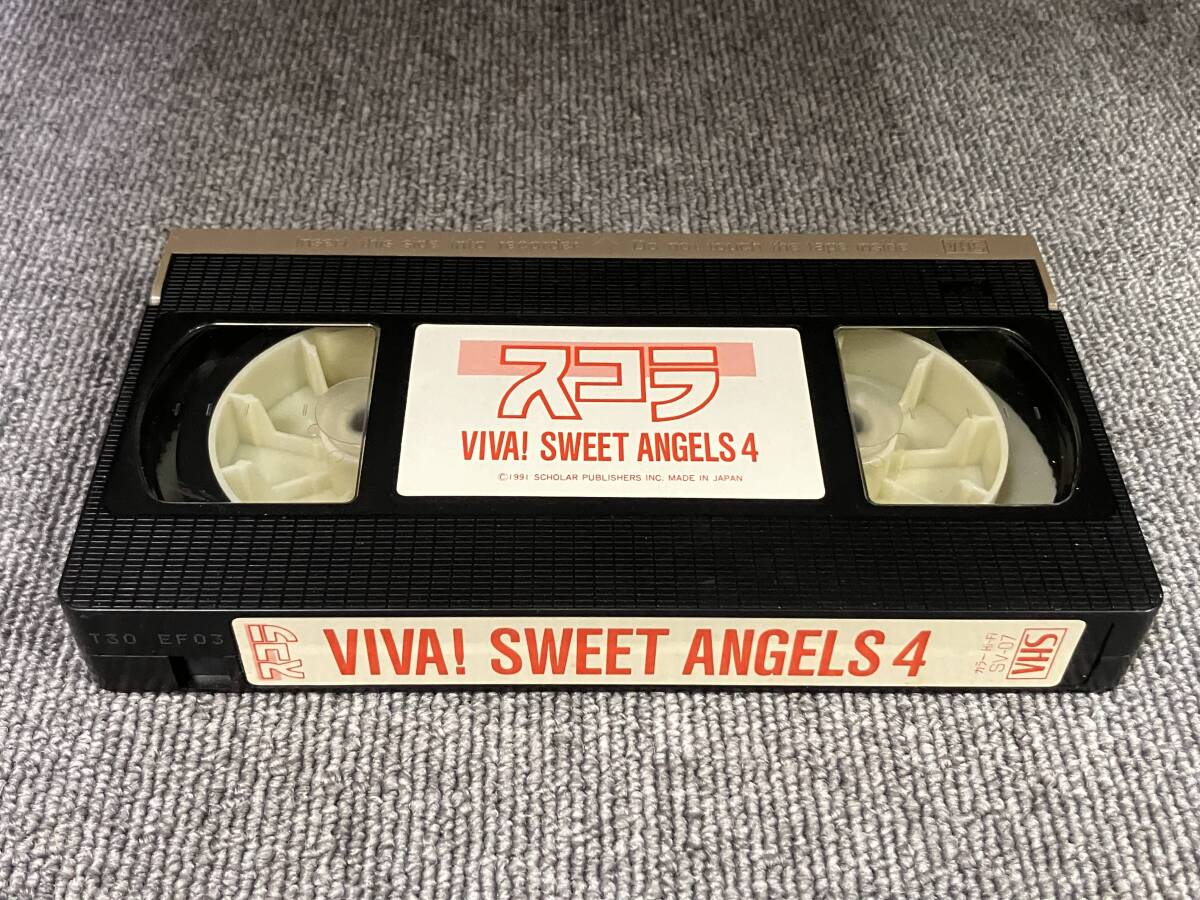 Insert this side into recorder △ Do not touch the tape inside VHS
スコラ
VIVA! SWEET ANGELS 4
©1991 SCHOLAR PUBLISHERS INC. MADE IN JAPAN
T30 EF03
スコラ
VIVA! SWEET ANGELS 4
カラー Hi-Fi
SV-07
VHS